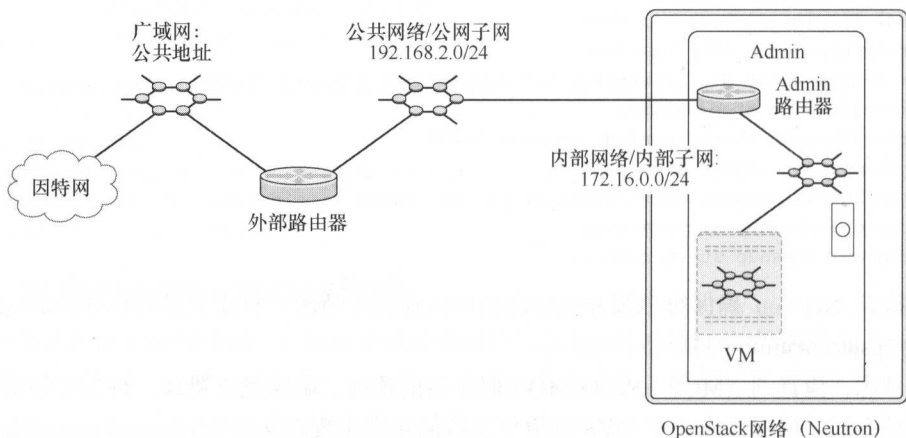 广域网:
公共地址
公共网络/公网子网
192.168.2.0/24
Admin
Admin
路由器
内部网络/内部子网:
172.16.0.0/24
因特网
外部路由器
VM
OpenStack网络（Neutron）